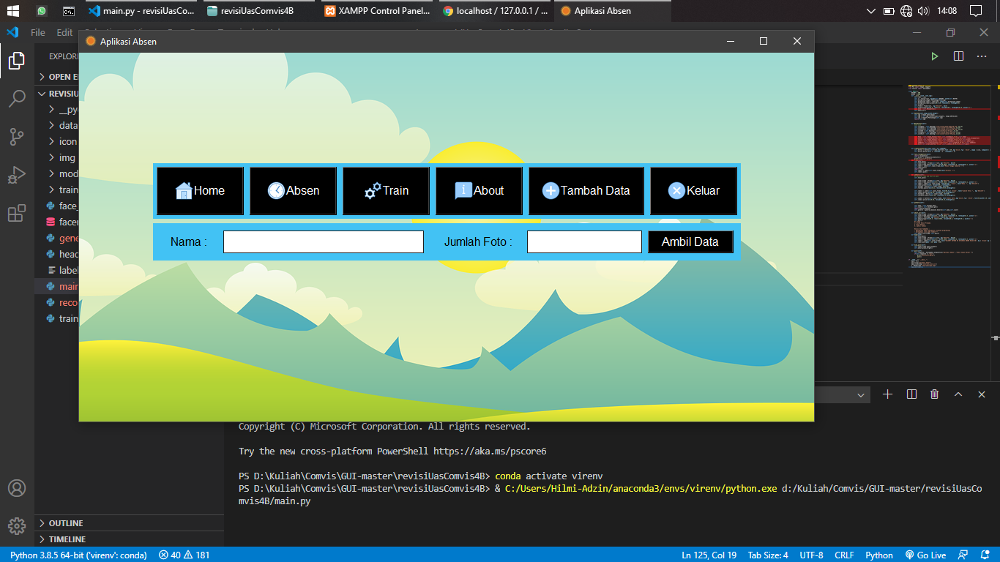 main.py - revisiUasCo...
revisiUasComvis4B
XAMPP Control Panel...
localhost / 127.0.0.1 / ...
Aplikasi Absen
14:08
File Edit
Aplikasi Absen
EXPLOR
OPEN E
REVISIU
__py
data
icon
img
mod
train
face_
facer
gene
head
label
main
reco
train
Home
Absen
Train
About
Tambah Data
Keluar
Nama :
Jumlah Foto :
Ambil Data
Copyright (C) Microsoft Corporation. All rights reserved.
Try the new cross-platform PowerShell https://aka.ms/pscore6
PS D:\Kuliah\Comvis\GUI-master\revisiUasComvis4B> conda activate virenv
PS D:\Kuliah\Comvis\GUI-master\revisiUasComvis4B> & C:/Users/Hilmi-Adzin/anaconda3/envs/virenv/python.exe d:/Kuliah/Comvis/GUI-master/revisiUasCo
mvis4B/main.py
OUTLINE
TIMELINE
Python 3.8.5 64-bit ('virenv': conda) 40 181 Ln 125, Col 19 Tab Size: 4 UTF-8 CRLF Python Go Live